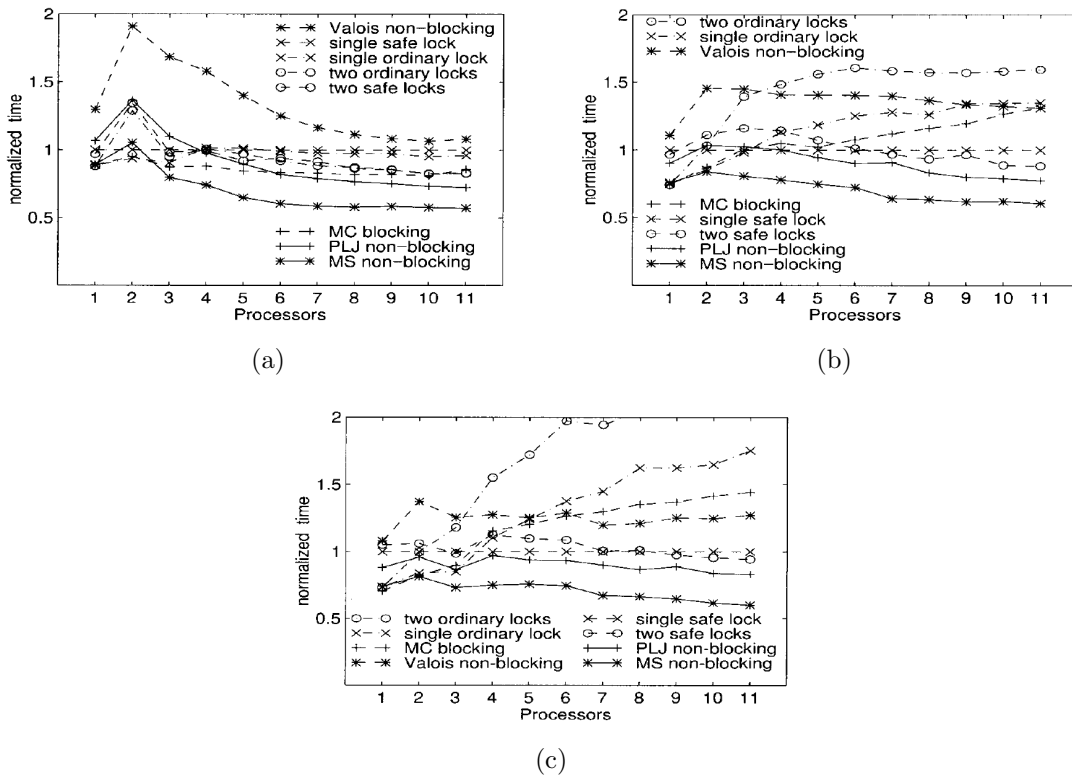 2
1.5
1
0.5
normalized time
Valois non-blocking
single safe lock
single ordinary lock
two ordinary locks
two safe locks
MC blocking
PLJ non-blocking
MS non-blocking
1 2 3 4 5 6 7 8 9 10 11
Processors
(a)
2
1.5
1
0.5
normalized time
two ordinary locks
single ordinary lock
Valois non-blocking
MC blocking
single safe lock
two safe locks
PLJ non-blocking
MS non-blocking
1 2 3 4 5 6 7 8 9 10 11
Processors
(b)
2
1.5
1
0.5
normalized time
two ordinary locks
single ordinary lock
MC blocking
Valois non-blocking
single safe lock
two safe locks
PLJ non-blocking
MS non-blocking
1 2 3 4 5 6 7 8 9 10 11
Processors
(c)